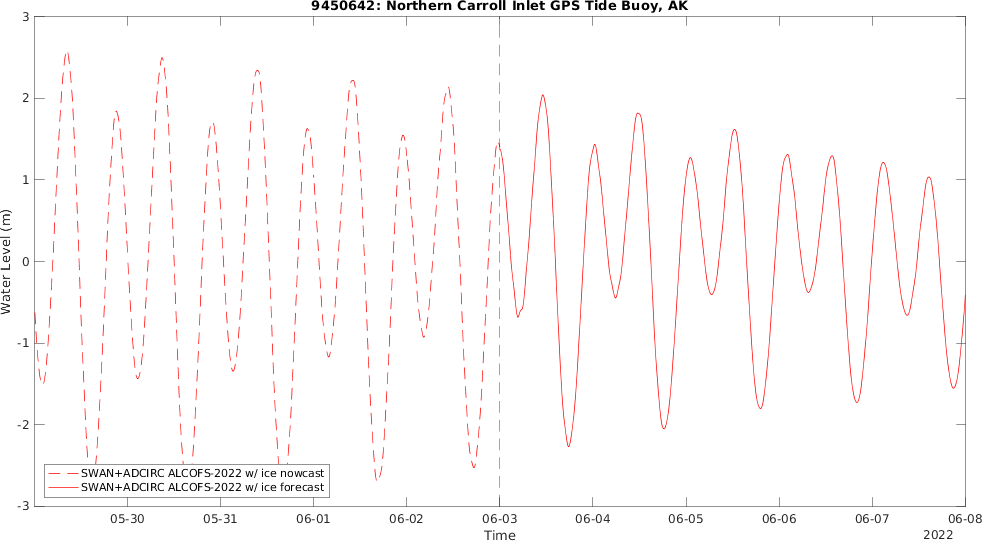 9450642: Northern Carroll Inlet GPS Tide Buoy, AK
3
2
1
0
-1
-2
-3
Water Level (m)
SWAN+ADCIRC ALCOFS-2022 w/ ice nowcast
SWAN+ADCIRC ALCOFS-2022 w/ ice forecast
05-30 05-31 06-01 06-02 06-03 06-04 06-05 06-06 06-07 06-08
Time
2022